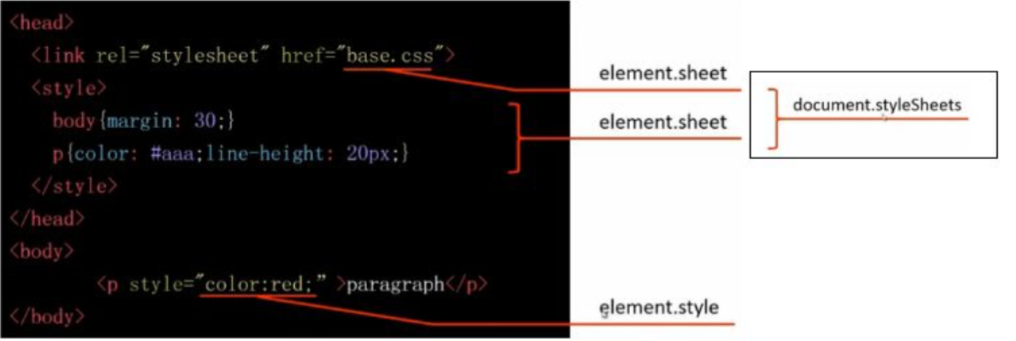 <head>
<link rel="stylesheet" href="base.css">
<style>
body{margin: 30;}
p{color: #aaa;line-height: 20px;}
</style>
</head>
<body>
<p style="color:red;” >paragraph</p>
</body>
element.sheet
element.sheet
document.styleSheets
element.style